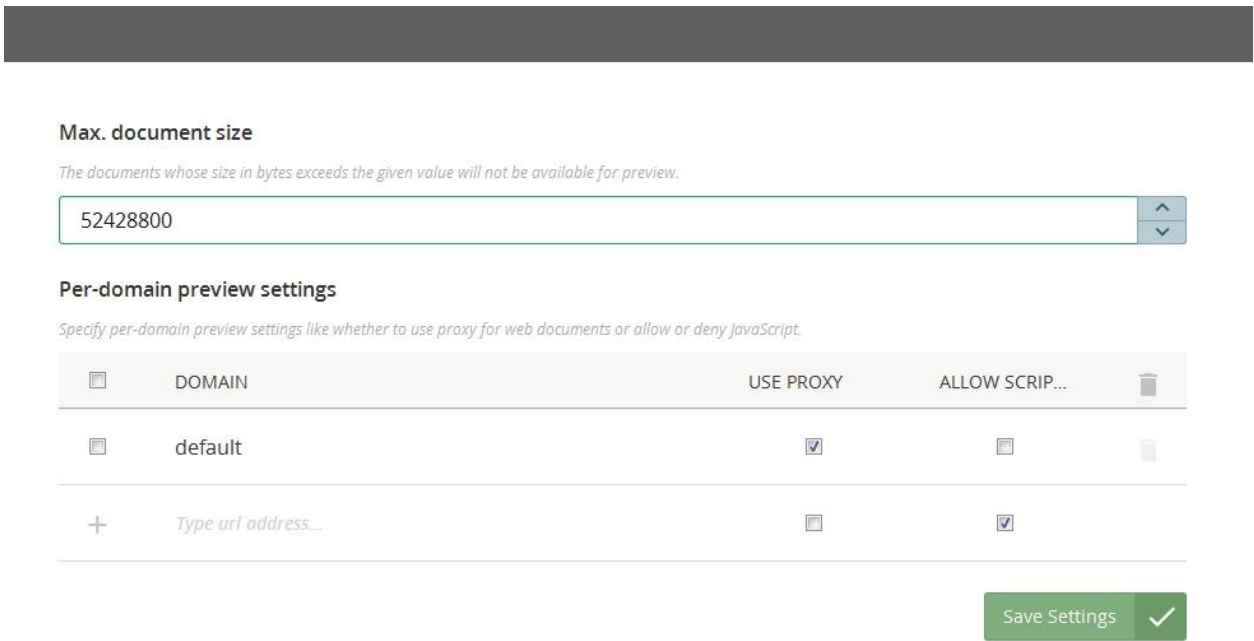 Max. document size
The documents whose size in bytes exceeds the given value will not be available for preview.
52428800
Per-domain preview settings
Specify per-domain preview settings like whether to use proxy for web documents or allow or deny JavaScript.
DOMAIN USE PROXY ALLOW SCRIP...
default
Type url address...
Save Settings